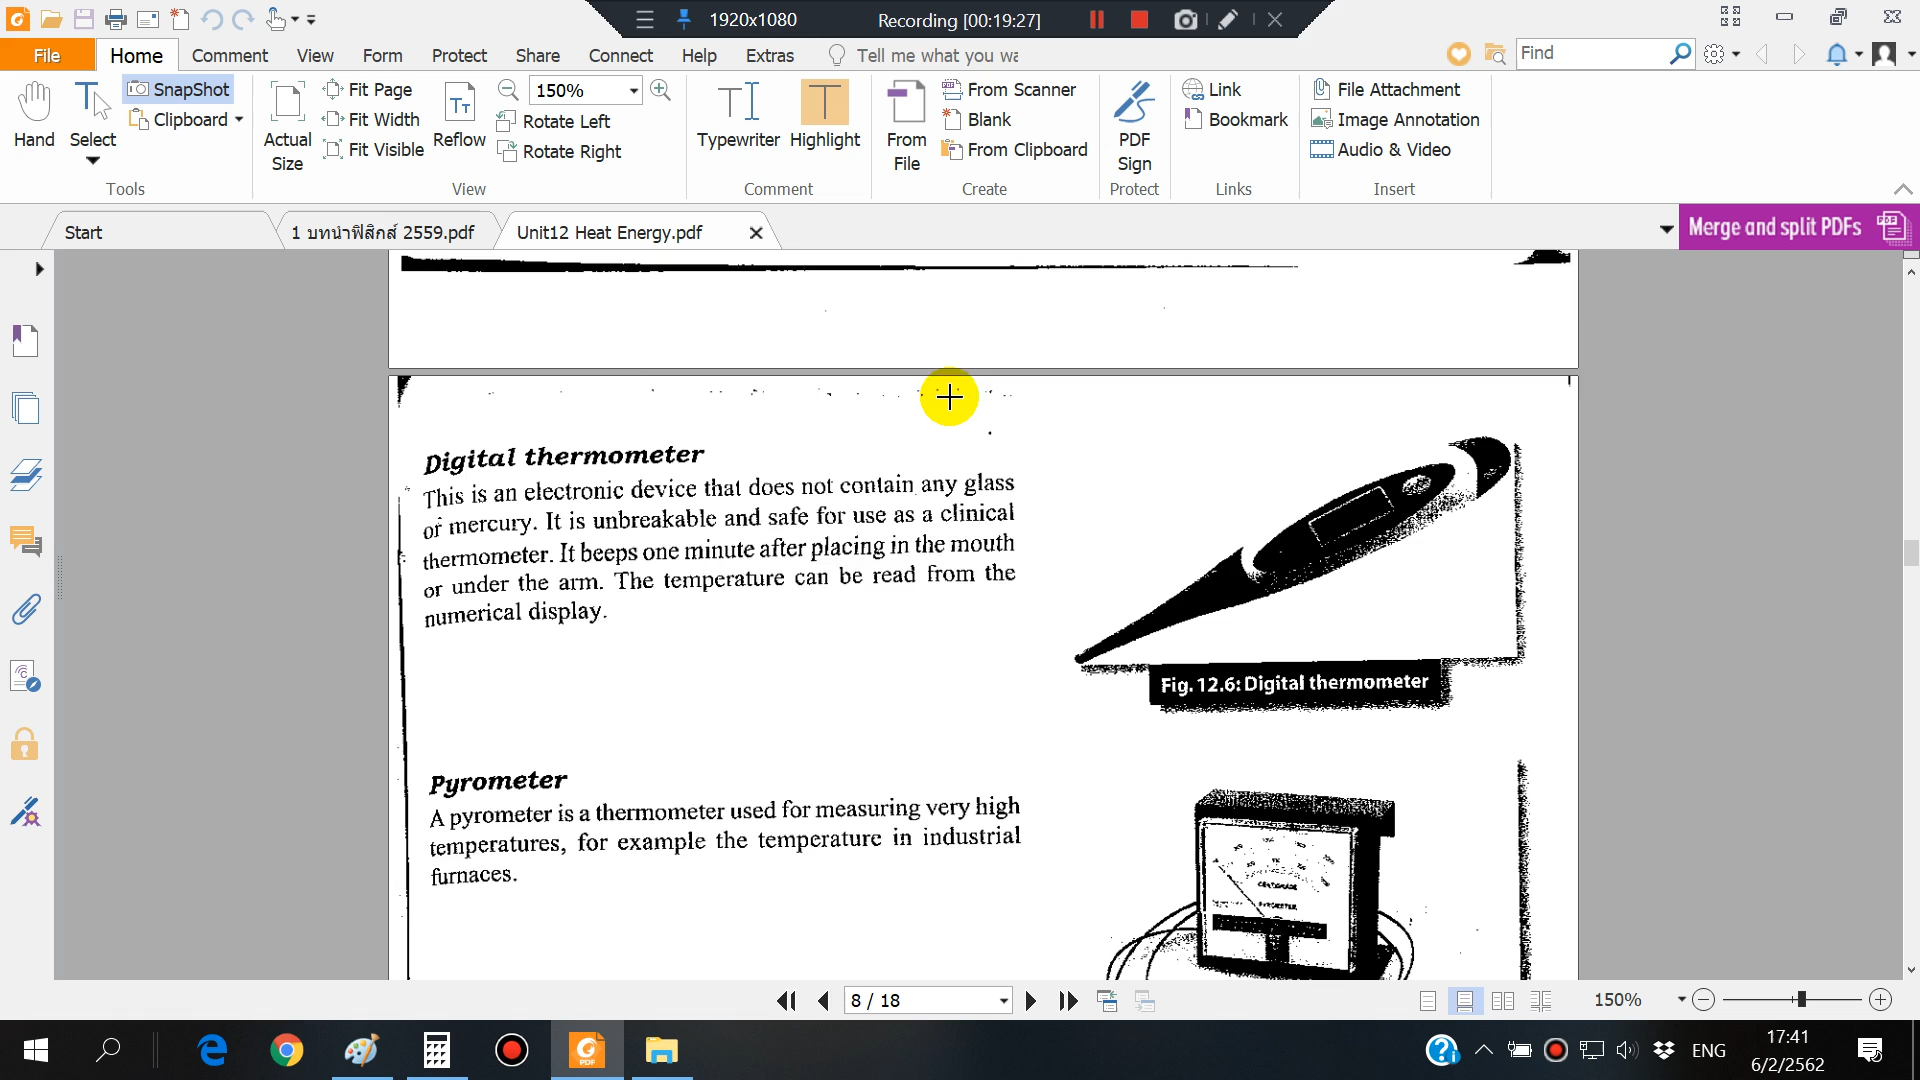 1920x1080
Recording [00:19:27]
File
Home
Comment
View
Form
Protect
Share
Connect
Help
Extras
Tell me what you wa
Find
Hand
Select
SnapShot
Clipboard
Tools
Actual
Size
Fit Page
Fit Width
Fit Visible
Reflow
150%
Rotate Left
Rotate Right
View
Typewriter
Highlight
Comment
From
File
From Scanner
Blank
From Clipboard
Create
PDF
Sign
Protect
Link
Bookmark
Links
File Attachment
Image Annotation
Audio & Video
Insert
Start
1 บทนำฟิสิกส์ 2559.pdf
Unit12 Heat Energy.pdf
Merge and split PDFs
Digital thermometer
This is an electronic device that does not contain any glass
or mercury. It is unbreakable and safe for use as a clinical
thermometer. It beeps one minute after placing in the mouth
or under the arm. The temperature can be read from the
numerical display.
Fig. 12.6: Digital thermometer
Pyrometer
A pyrometer is a thermometer used for measuring very high
temperatures, for example the temperature in industrial
furnaces.
CENTIGRADE
PYROMETER
8 / 18
150%
PDF
ENG
17:41
6/2/2562